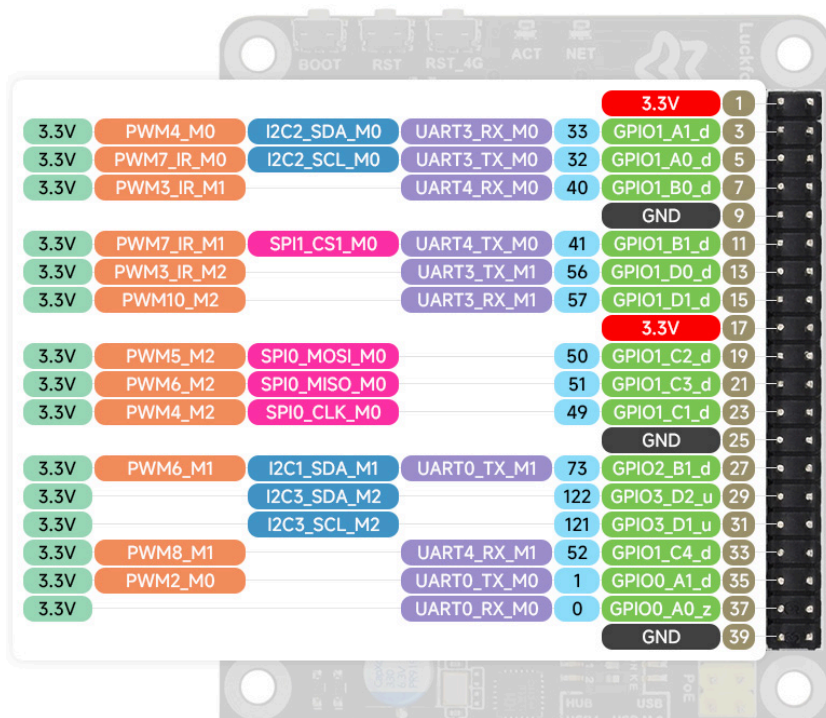 BOOT RST RST_4G ACT NET
3.3V 1
3.3V PWM4_M0 I2C2_SDA_M0 UART3_RX_M0 33 GPIO1_A1_d 3
3.3V PWM7_IR_M0 I2C2_SCL_M0 UART3_TX_M0 32 GPIO1_A0_d 5
3.3V PWM3_IR_M1 UART4_RX_M0 40 GPIO1_B0_d 7
GND 9
3.3V PWM7_IR_M1 SPI1_CS1_M0 UART4_TX_M0 41 GPIO1_B1_d 11
3.3V PWM3_IR_M2 UART3_TX_M1 56 GPIO1_D0_d 13
3.3V PWM10_M2 UART3_RX_M1 57 GPIO1_D1_d 15
3.3V 17
3.3V PWM5_M2 SPI0_MOSI_M0 50 GPIO1_C2_d 19
3.3V PWM6_M2 SPI0_MISO_M0 51 GPIO1_C3_d 21
3.3V PWM4_M2 SPI0_CLK_M0 49 GPIO1_C1_d 23
GND 25
3.3V PWM6_M1 I2C1_SDA_M1 UART0_TX_M1 73 GPIO2_B1_d 27
3.3V I2C3_SDA_M2 122 GPIO3_D2_u 29
3.3V I2C3_SCL_M2 121 GPIO3_D1_u 31
3.3V PWM8_M1 UART4_RX_M1 52 GPIO1_C4_d 33
3.3V PWM2_M0 UART0_TX_M0 1 GPIO0_A1_d 35
3.3V UART0_RX_M0 0 GPIO0_A0_z 37
GND 39
HUB USB
PoE